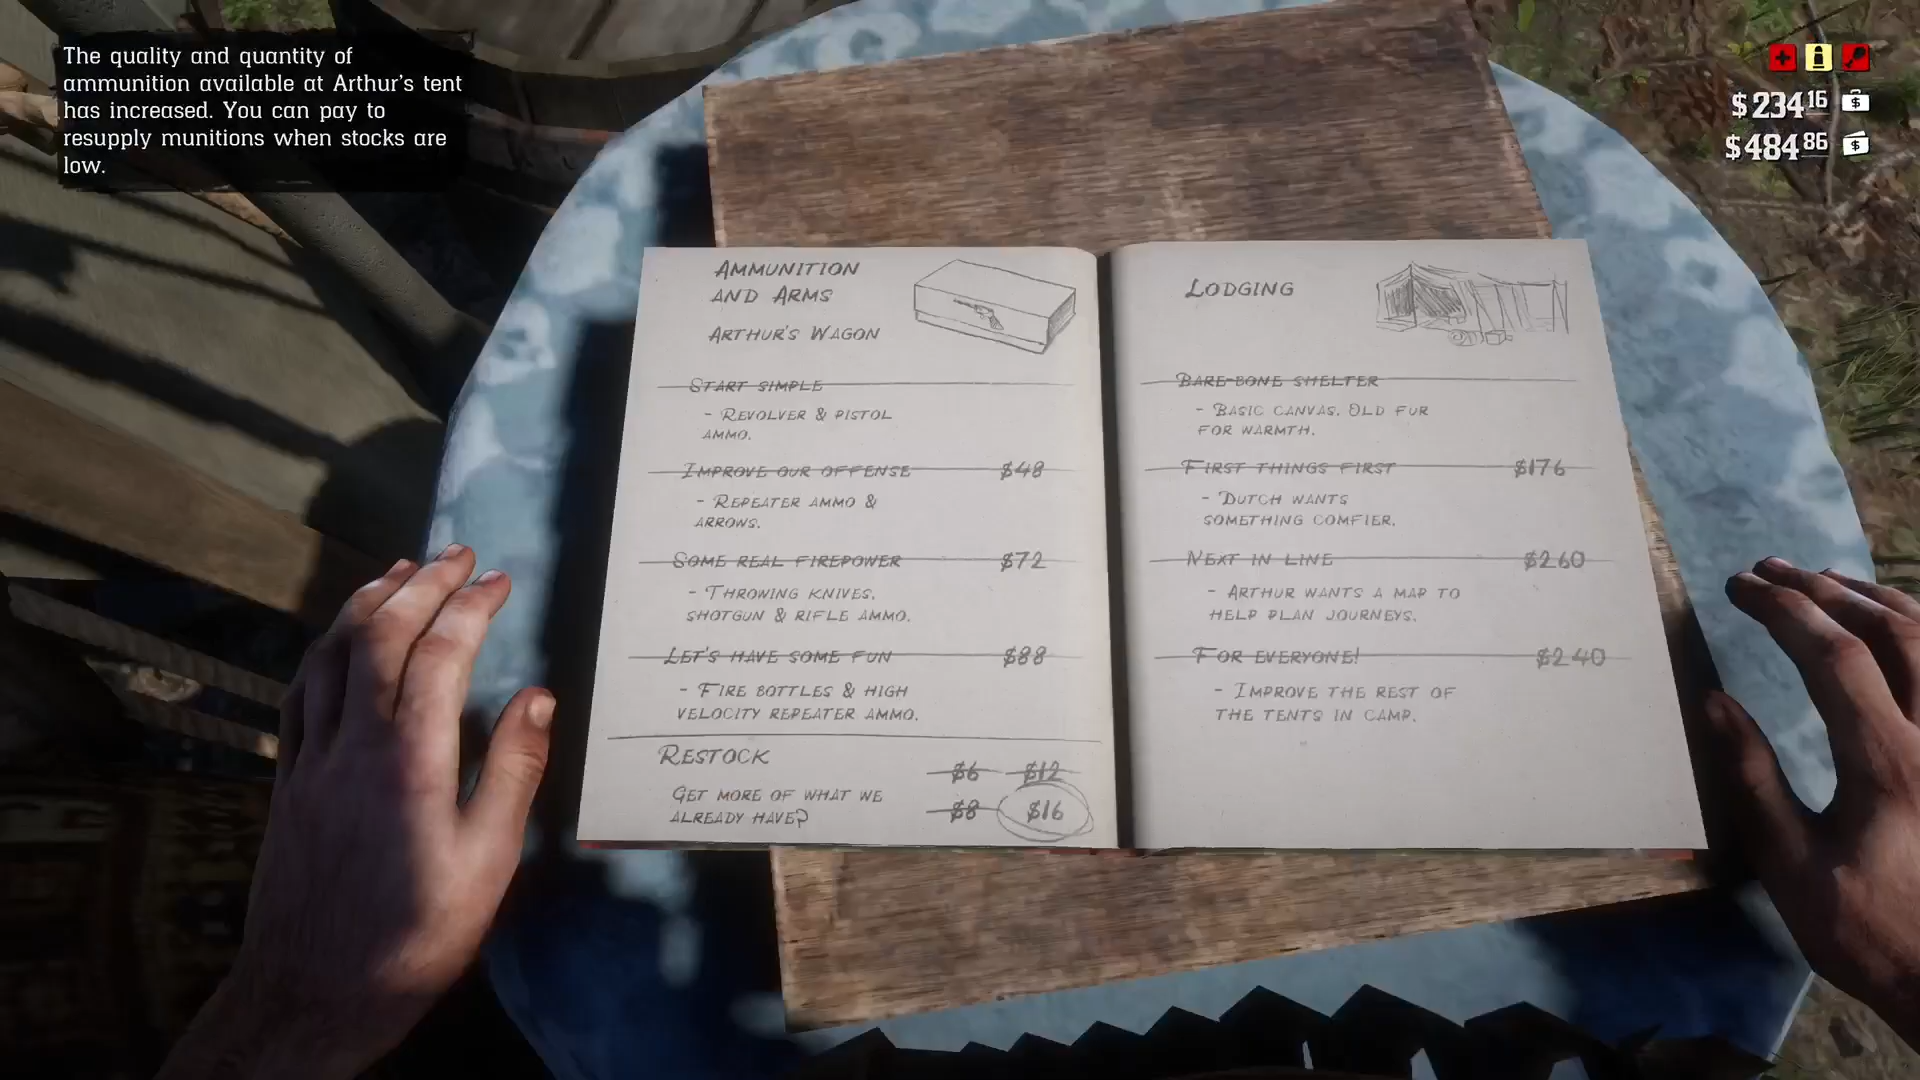 The quality and quantity of
ammunition available at Arthur's tent
has increased. You can pay to
resupply munitions when stocks are
low.
$234 16
$484 86
AMMUNITION
AND ARMS
ARTHUR'S WAGON
START SIMPLE
- REVOLVER & PISTOL
AMMO.
IMPROVE OUR OFFENSE $48
- REPEATER AMMO &
ARROWS.
SOME REAL FIREPOWER $72
- THROWING KNIVES,
SHOTGUN & RIFLE AMMO.
LET'S HAVE SOME FUN $88
- FIRE BOTTLES & HIGH
VELOCITY REPEATER AMMO.
RESTOCK
$6 $12
GET MORE OF WHAT WE
ALREADY HAVE?
$8 $16
LODGING
BARE-BONE SHELTER
- BASIC CANVAS. OLD FUR
FOR WARMTH.
FIRST THINGS FIRST $176
- DUTCH WANTS
SOMETHING COMFIER.
NEXT IN LINE $260
- ARTHUR WANTS A MAP TO
HELP PLAN JOURNEYS.
FOR EVERYONE! $240
- IMPROVE THE REST OF
THE TENTS IN CAMP.